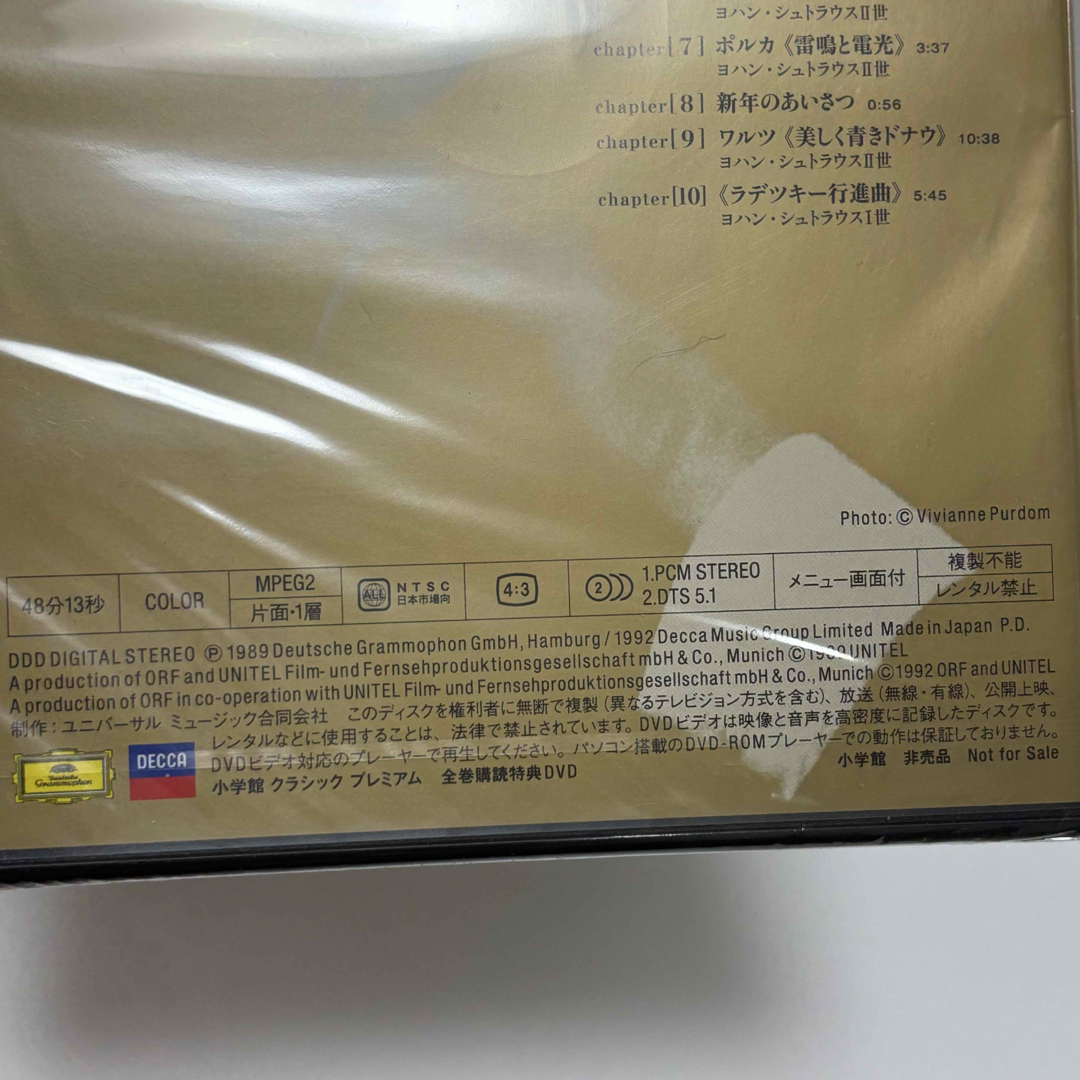 ヨハン・シュトラウスⅡ世
chapter[7] ポルカ《雷鳴と電光》 3:37
ヨハン・シュトラウスⅡ世
chapter[8] 新年のあいさつ 0:56
chapter[9] ワルツ《美しく青きドナウ》 10:38
ヨハン・シュトラウスⅡ世
chapter[10]《ラデツキー行進曲》 5:45
ヨハン・シュトラウスⅠ世
Photo: © Vivianne Purdom
48分13秒
COLOR
MPEG2
片面・1層
ALL
NTSC
日本市場向
4:3
2
1.PCM STEREO
2.DTS 5.1
メニュー画面付
複製不能
レンタル禁止
DDD DIGITAL STEREO ℗ 1989 Deutsche Grammophon GmbH, Hamburg / 1992 Decca Music Group Limited Made in Japan P.D.
A production of ORF and UNITEL Film- und Fernsehproduktionsgesellschaft mbH & Co., Munich © 1989 UNITEL
A production of ORF in co-operation with UNITEL Film- und Fernsehproduktionsgesellschaft mbH & Co., Munich © 1992 ORF and UNITEL
制作：ユニバーサル ミュージック合同会社 このディスクを権利者に無断で複製（異なるテレビジョン方式を含む）、放送（無線・有線）、公開上映、
レンタルなどに使用することは、法律で禁止されています。DVDビデオは映像と音声を高密度に記録したディスクです。
DVDビデオ対応のプレーヤーで再生してください。パソコン搭載のDVD-ROMプレーヤーでの動作は保証しておりません。
小学館 クラシック プレミアム 全巻購読特典DVD
小学館 非売品 Not for Sale
Deutsche
Grammophon
DECCA